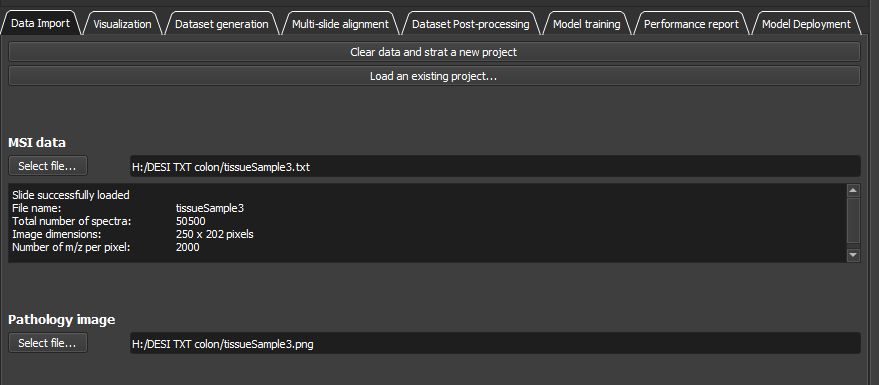 Data Import Visualization Dataset generation Multi-slide alignment Dataset Post-processing Model training Performance report Model Deployment
Clear data and strat a new project
Load an existing project...
MSI data
Select file... H:/DESI TXT colon/tissueSample3.txt
Slide successfully loaded
File name: tissueSample3
Total number of spectra: 50500
Image dimensions: 250 x 202 pixels
Number of m/z per pixel: 2000
Pathology image
Select file... H:/DESI TXT colon/tissueSample3.png